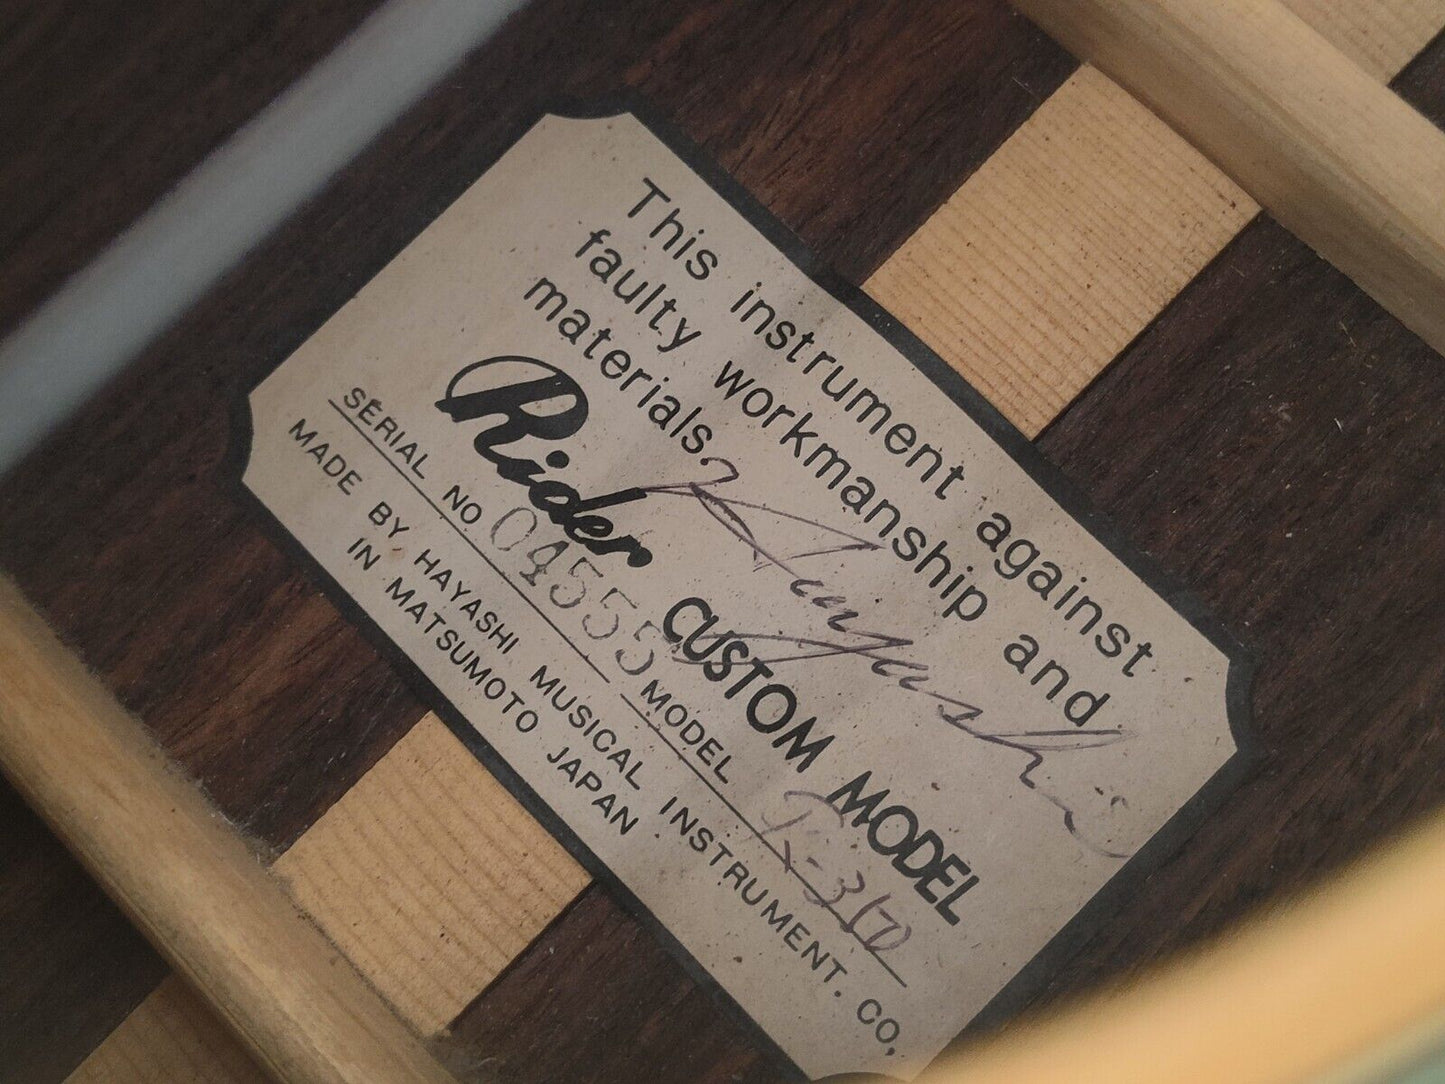 This instrument against
faulty workmanship and
materials.
Hayashi
Rider CUSTOM MODEL
SERIAL NO 04555 MODEL
MADE BY HAYASHI MUSICAL INSTRUMENT. CO,
IN MATSUMOTO JAPAN